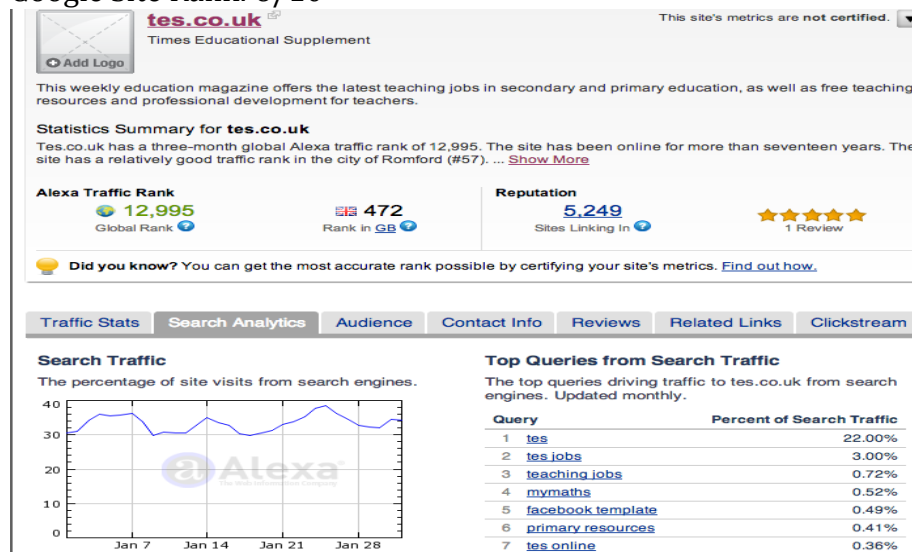 tes.co.uk
This site's metrics are not certified.
Times Educational Supplement
Add Logo
This weekly education magazine offers the latest teaching jobs in secondary and primary education, as well as free teaching
resources and professional development for teachers.
Statistics Summary for tes.co.uk
Tes.co.uk has a three-month global Alexa traffic rank of 12,995. The site has been online for more than seventeen years. The
site has a relatively good traffic rank in the city of Romford (#57). ... Show More
Alexa Traffic Rank
Reputation
12,995
472
5,249
Global Rank ?
Rank in GB ?
Sites Linking In ?
1 Review
Did you know? You can get the most accurate rank possible by certifying your site's metrics. Find out how.
Traffic Stats
Search Analytics
Audience
Contact Info
Reviews
Related Links
Clickstream
Search Traffic
The percentage of site visits from search engines.
40
30
20
10
0
Jan 7
Jan 14
Jan 21
Jan 28
a Alexa
The Web Information Company
Top Queries from Search Traffic
The top queries driving traffic to tes.co.uk from search
engines. Updated monthly.
Query Percent of Search Traffic
1 tes 22.00%
2 tes jobs 3.00%
3 teaching jobs 0.72%
4 mymaths 0.52%
5 facebook template 0.49%
6 primary resources 0.41%
7 tes online 0.36%